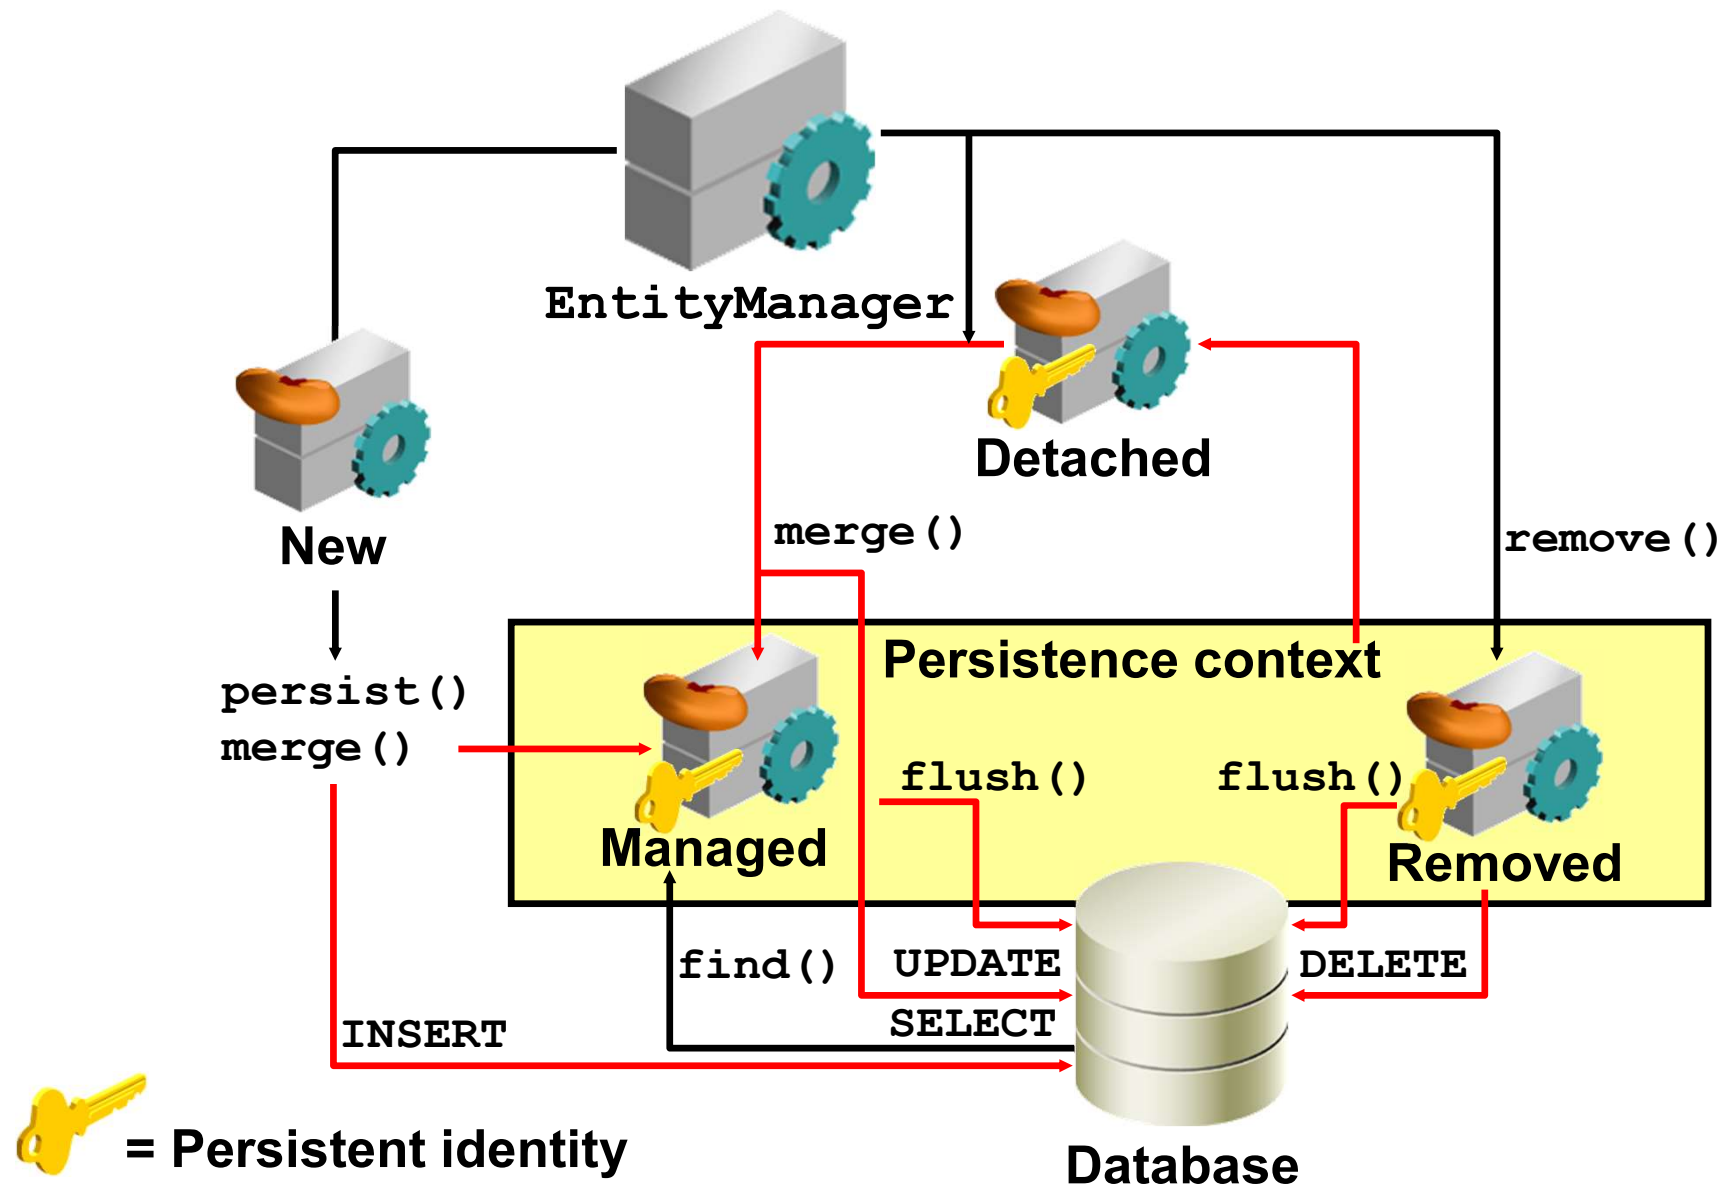 EntityManager
Detached
New
merge()
remove()
Persistence context
persist()
merge()
flush()
flush()
Managed
Removed
find()
UPDATE
DELETE
SELECT
INSERT
= Persistent identity
Database